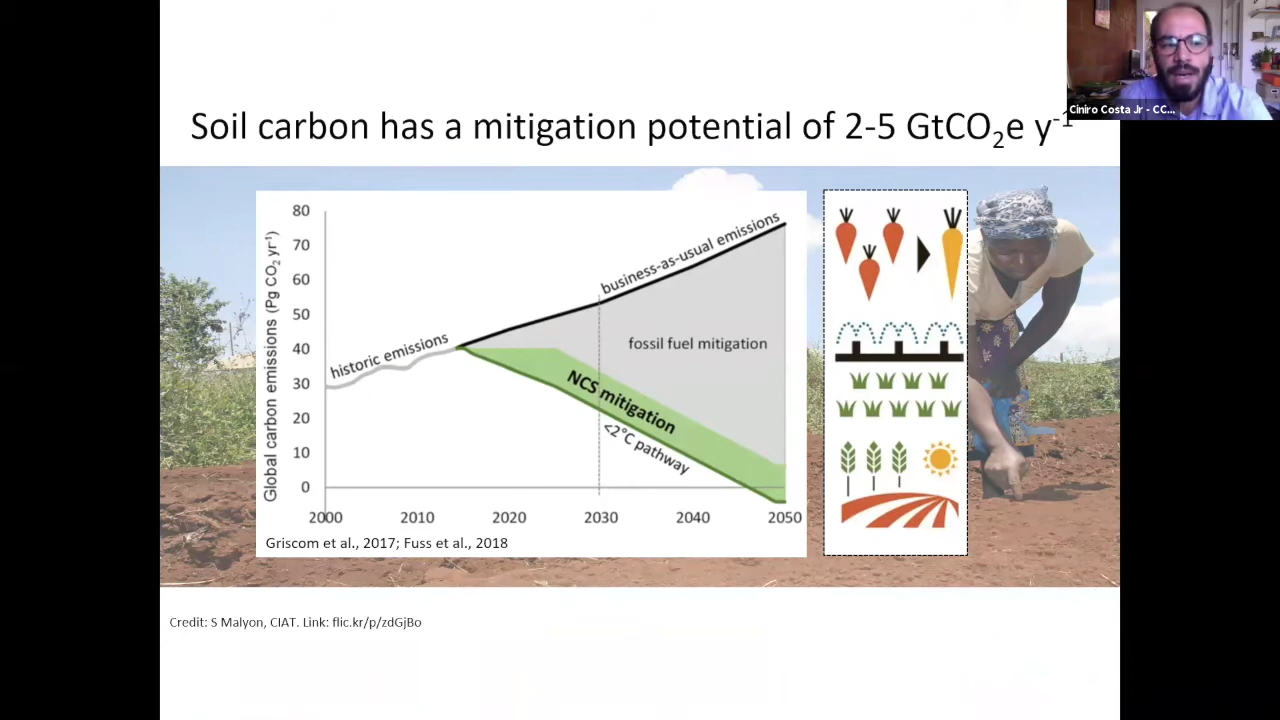 Ciniro Costa Jr - CC...
Soil carbon has a mitigation potential of 2-5 GtCO₂e y⁻¹
Global carbon emissions (Pg CO₂ yr⁻¹)
80
70
60
50
40
30
20
10
0
historic emissions
business-as-usual emissions
fossil fuel mitigation
NCS mitigation
<2°C pathway
2000 2010 2020 2030 2040 2050
Griscom et al., 2017; Fuss et al., 2018
Credit: S Malyon, CIAT. Link: flic.kr/p/zdGjBo